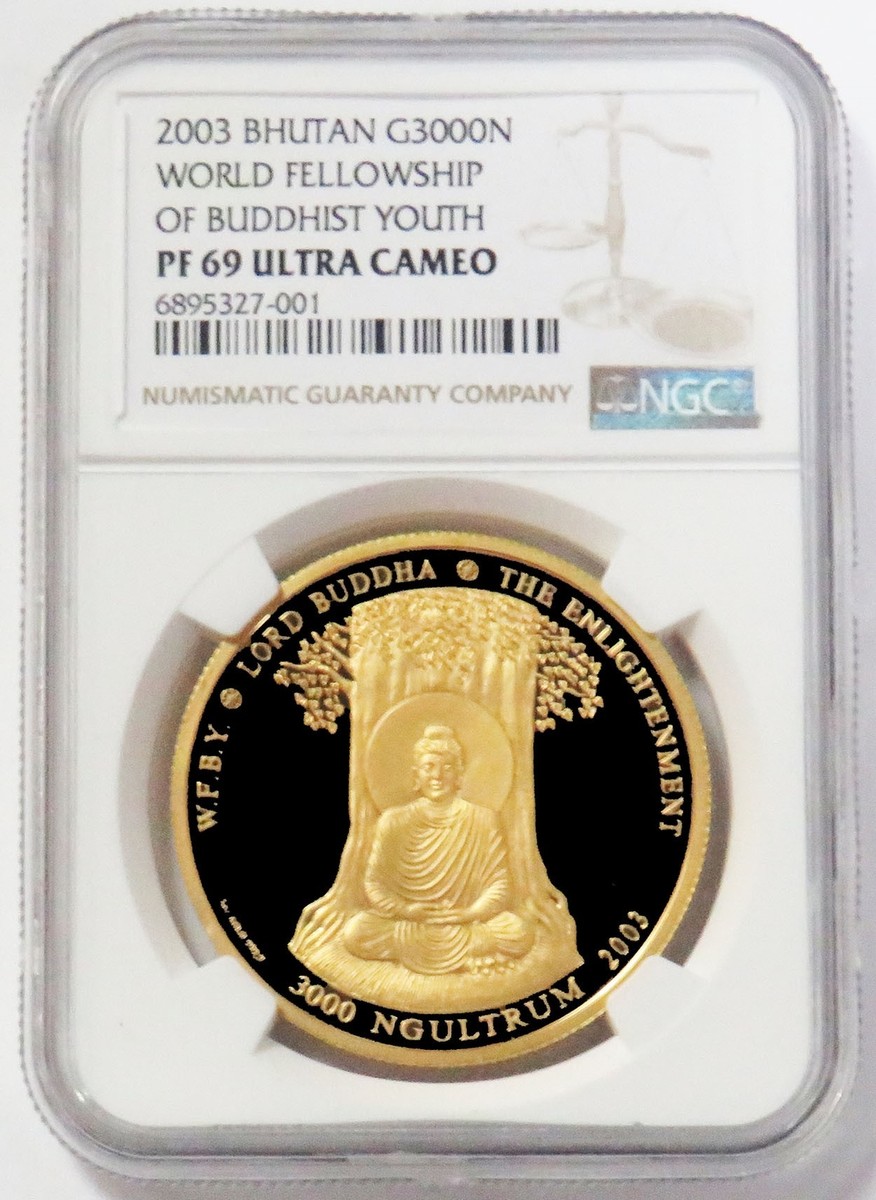 2003 BHUTAN G3000N
WORLD FELLOWSHIP
OF BUDDHIST YOUTH
PF 69 ULTRA CAMEO
6895327-001
NUMISMATIC GUARANTY COMPANY
NGC®
W.F.B.Y. LORD BUDDHA THE ENLIGHTENMENT
3000 NGULTRUM 2003